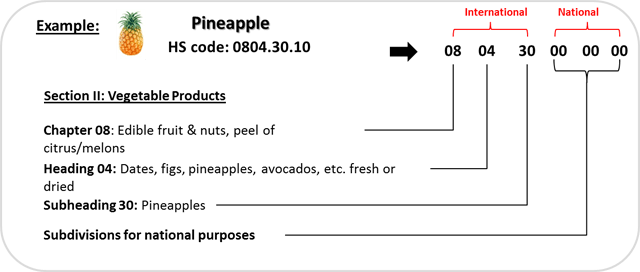 International National
Example: Pineapple
HS code: 0804.30.10
08 04 30 00 00 00
Section II: Vegetable Products
Chapter 08: Edible fruit & nuts, peel of
citrus/melons
Heading 04: Dates, figs, pineapples, avocados, etc. fresh or
dried
Subheading 30: Pineapples
Subdivisions for national purposes